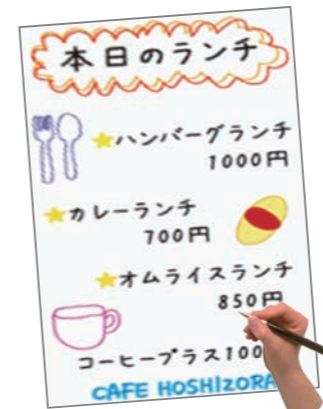 本日のランチ
★ハンバーグランチ
1000円
★カレーランチ
700円
★オムライスランチ
850円
コーヒープラス100
CAFE HOSHIZORA